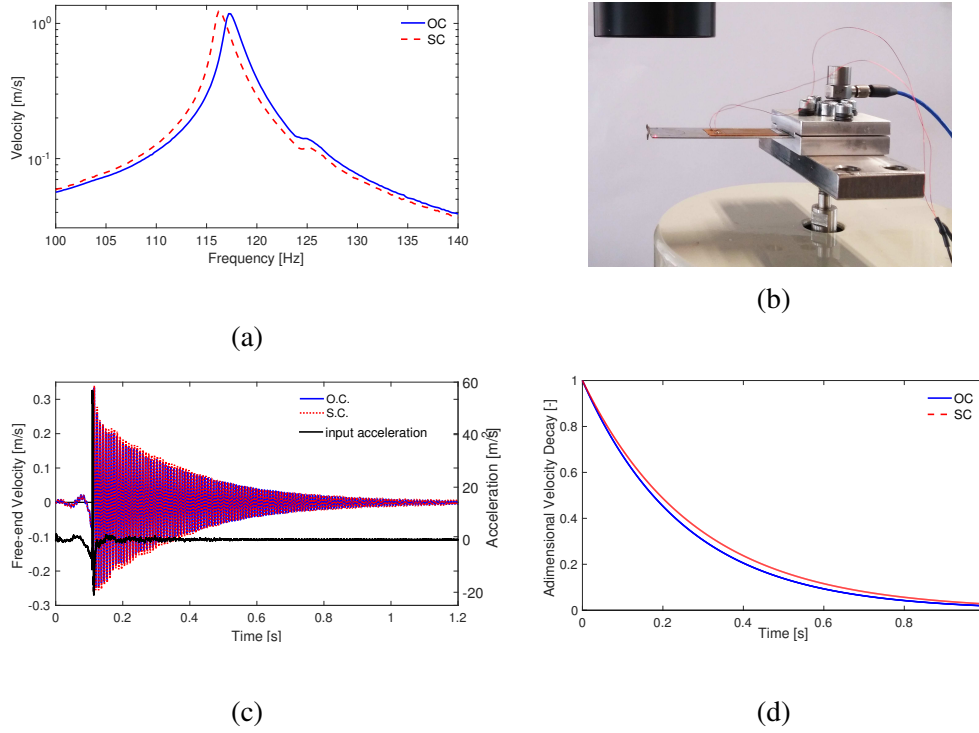 OC
SC
10^0
10^-1
Velocity [m/s]
100 105 110 115 120 125 130 135 140
Frequency [Hz]
(a)
(b)
O.C.
S.C.
input acceleration
0.3
0.2
0.1
0
-0.1
-0.2
-0.3
Free-end Velocity [m/s]
60
40
20
0
-20
Acceleration [m/s²]
0 0.2 0.4 0.6 0.8 1 1.2
Time [s]
(c)
OC
SC
1
0.8
0.6
0.4
0.2
0
Adimensional Velocity Decay [-]
0 0.2 0.4 0.6 0.8
Time [s]
(d)